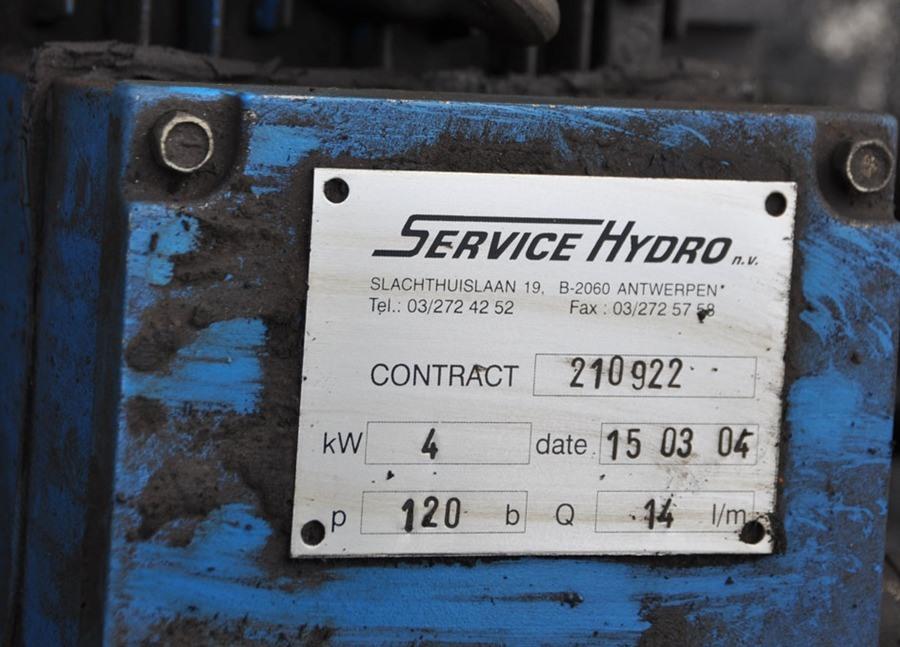 SERVICE HYDRO n.v.
SLACHTHUISLAAN 19, B-2060 ANTWERPEN*
Tel.: 03/272 42 52 Fax : 03/272 57 58
CONTRACT 210922
kW 4 date 15 03 04
p 120 b Q 14 l/m